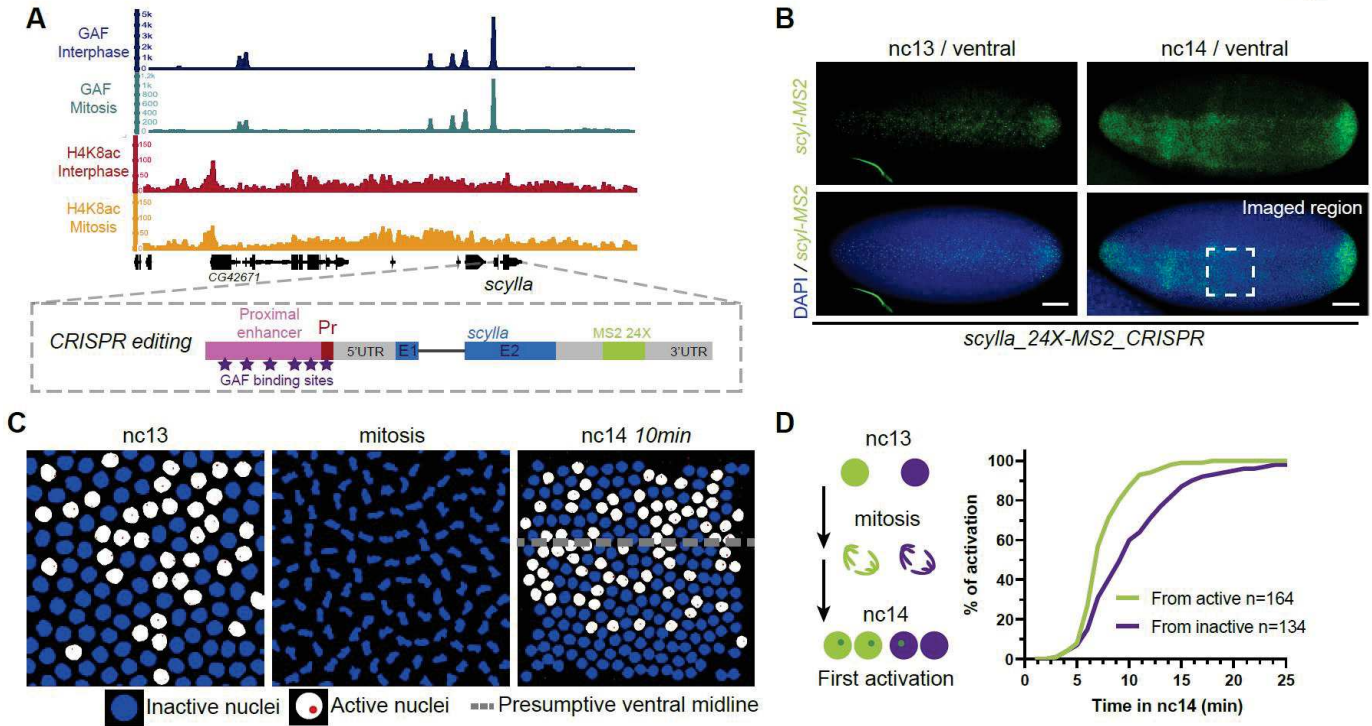 A
GAF
Interphase
5k
4k
3k
2k
1k
0
GAF
Mitosis
1.2k
1k
800
600
400
200
0
H4K8ac
Interphase
150
100
50
0
H4K8ac
Mitosis
150
100
50
0
CG42671
scylla
CRISPR editing
Proximal
enhancer
Pr
5'UTR
E1
scylla
E2
MS2 24X
3'UTR
GAF binding sites
B
nc13 / ventral
nc14 / ventral
scyl-MS2
DAPI / scyl-MS2
Imaged region
scylla_24X-MS2_CRISPR
C
nc13
mitosis
nc14 10min
Inactive nuclei
Active nuclei
Presumptive ventral midline
D
nc13
mitosis
nc14
First activation
% of activation
100
80
60
40
20
0
From active n=164
From inactive n=134
0 5 10 15 20 25
Time in nc14 (min)